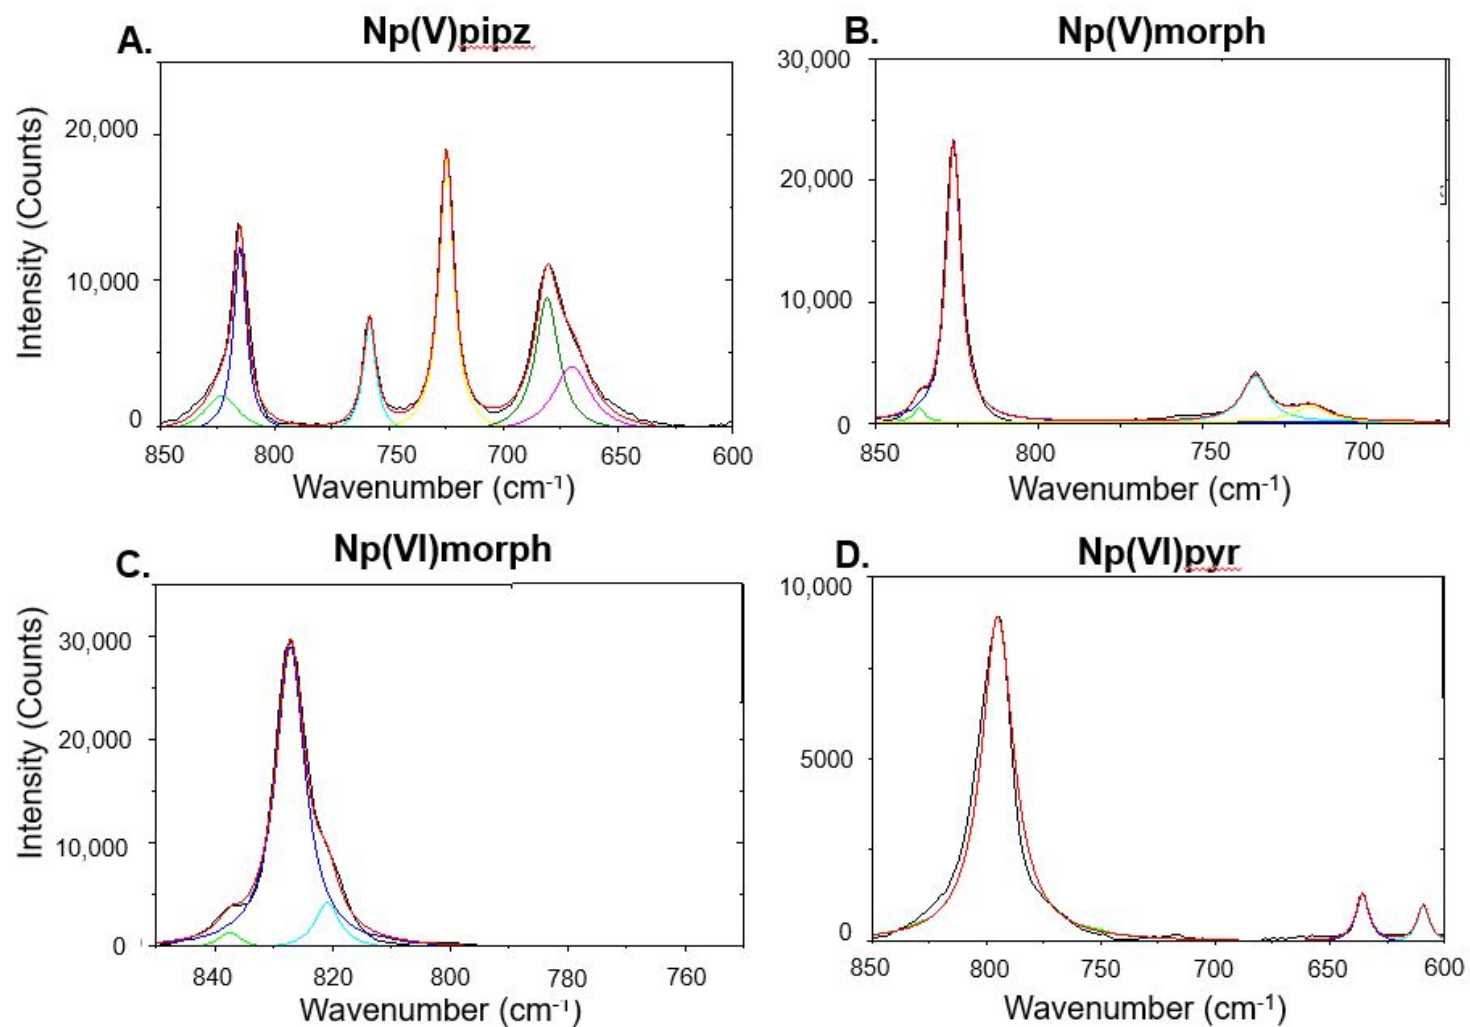 A.
Np(V)pipz
Intensity (Counts)
20,000
10,000
0
850
800
750
700
650
600
Wavenumber (cm-1)
B.
Np(V)morph
30,000
20,000
10,000
0
850
800
750
700
Wavenumber (cm-1)
C.
Np(VI)morph
Intensity (Counts)
30,000
20,000
10,000
0
840
820
800
780
760
Wavenumber (cm-1)
D.
Np(VI)pyr
10,000
5000
0
850
800
750
700
650
600
Wavenumber (cm-1)